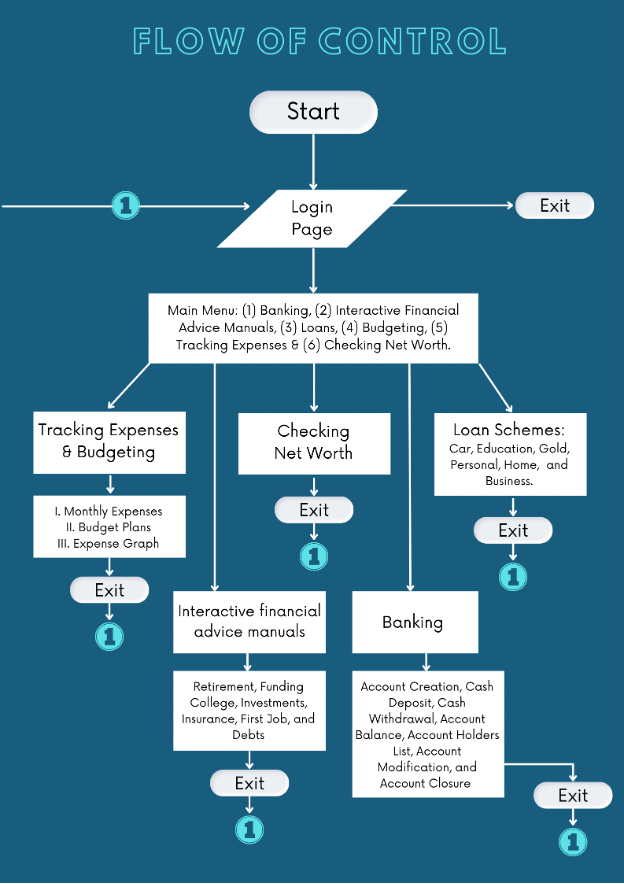 FLOW OF CONTROL
Start
1
Login
Page
Exit
Main Menu: (1) Banking, (2) Interactive Financial
Advice Manuals, (3) Loans, (4) Budgeting, (5)
Tracking Expenses & (6) Checking Net Worth.
Tracking Expenses
& Budgeting
Checking
Net Worth
Loan Schemes:
Car, Education, Gold,
Personal, Home, and
Business.
I. Monthly Expenses
II. Budget Plans
III. Expense Graph
Exit
1
Exit
1
Exit
1
Interactive financial
advice manuals
Banking
Retirement, Funding
College, Investments,
Insurance, First Job, and
Debts
Account Creation, Cash
Deposit, Cash
Withdrawal, Account
Balance, Account Holders
List, Account
Modification, and
Account Closure
Exit
1
Exit
1